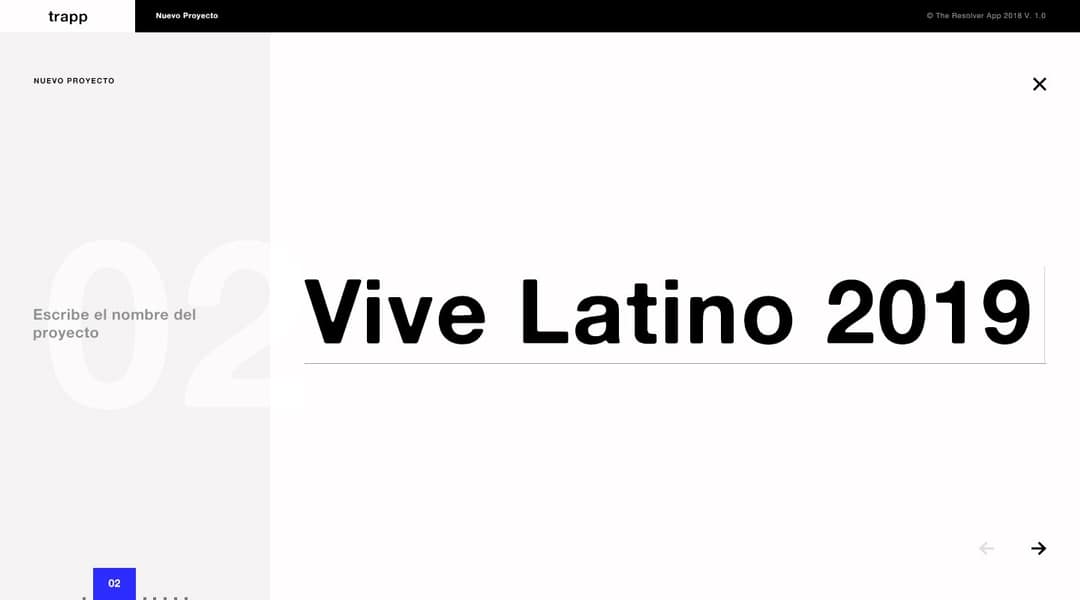 trapp
Nuevo Proyecto
© The Resolver App 2018 V. 1.0
NUEVO PROYECTO
02
Escribe el nombre del
proyecto
Vive Latino 2019
02